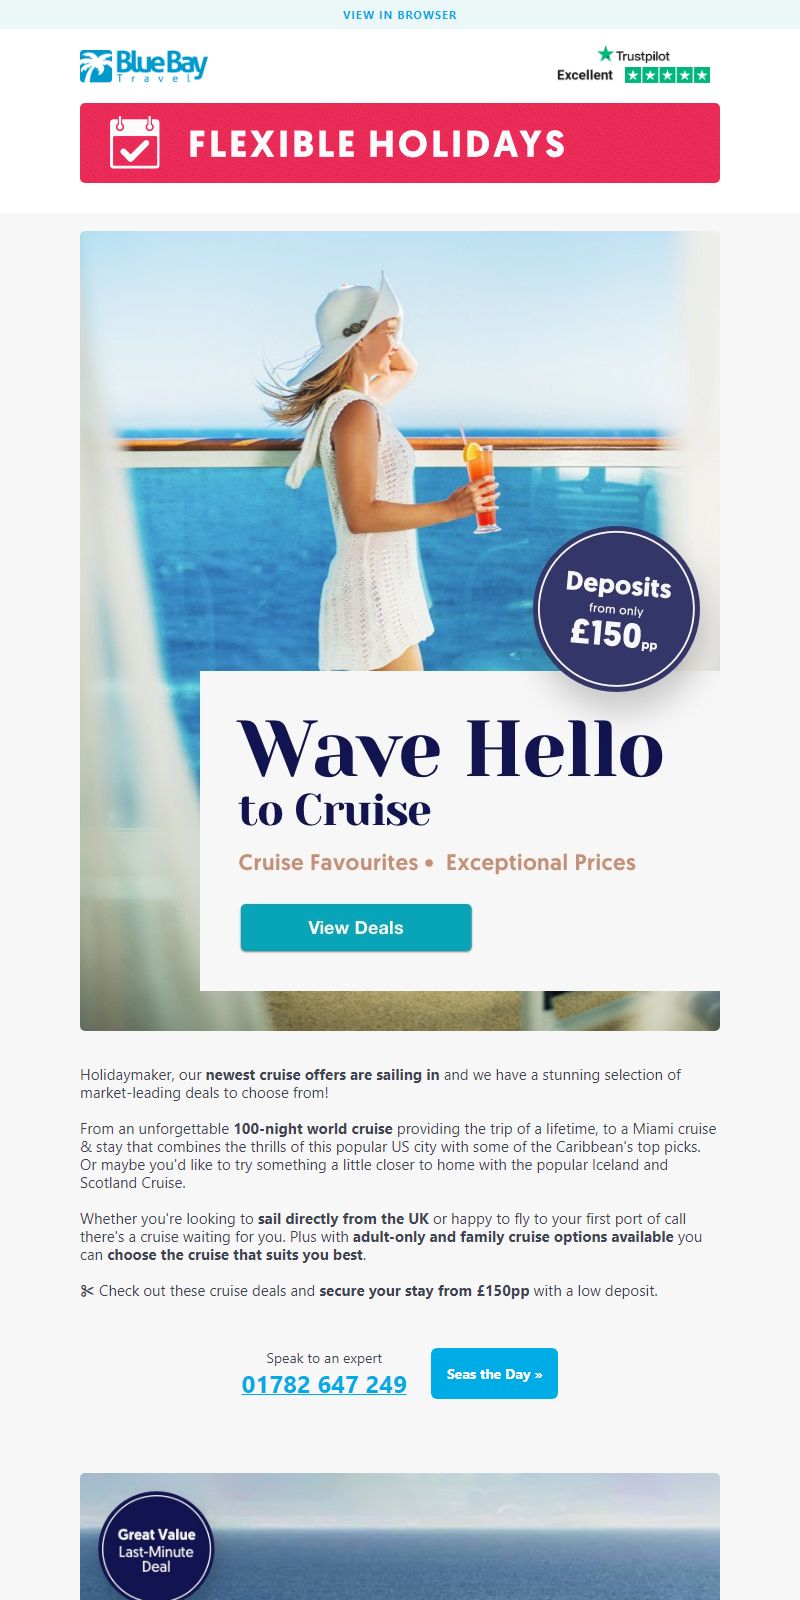 VIEW IN BROWSER
Blue Bay
Travel
Trustpilot
Excellent
FLEXIBLE HOLIDAYS
Deposits
from only
£150pp
Wave Hello
to Cruise
Cruise Favourites • Exceptional Prices
View Deals
Holidaymaker, our newest cruise offers are sailing in and we have a stunning selection of
market-leading deals to choose from!
From an unforgettable 100-night world cruise providing the trip of a lifetime, to a Miami cruise
& stay that combines the thrills of this popular US city with some of the Caribbean's top picks.
Or maybe you'd like to try something a little closer to home with the popular Iceland and
Scotland Cruise.
Whether you're looking to sail directly from the UK or happy to fly to your first port of call
there's a cruise waiting for you. Plus with adult-only and family cruise options available you
can choose the cruise that suits you best.
✂ Check out these cruise deals and secure your stay from £150pp with a low deposit.
Speak to an expert
01782 647 249
Seas the Day »
Great Value
Last-Minute
Deal